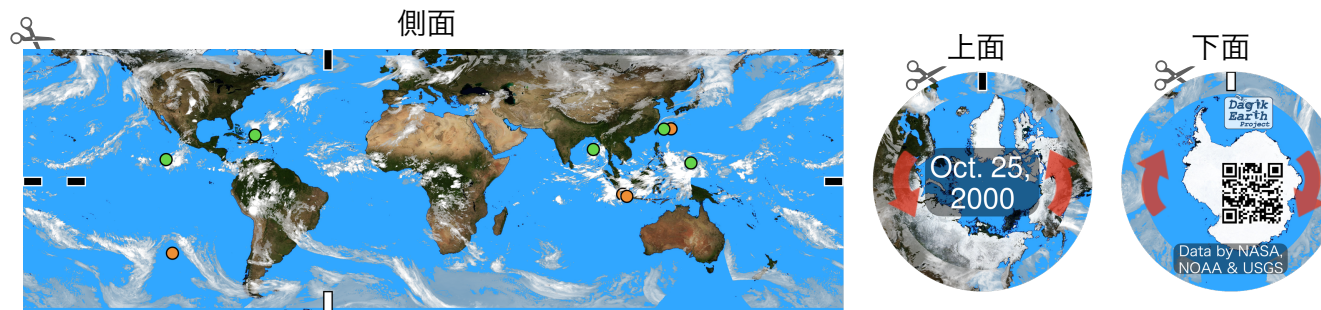 側面
上面
下面
Oct. 25,
2000
Dagik
Earth
Project
Data by NASA,
NOAA & USGS